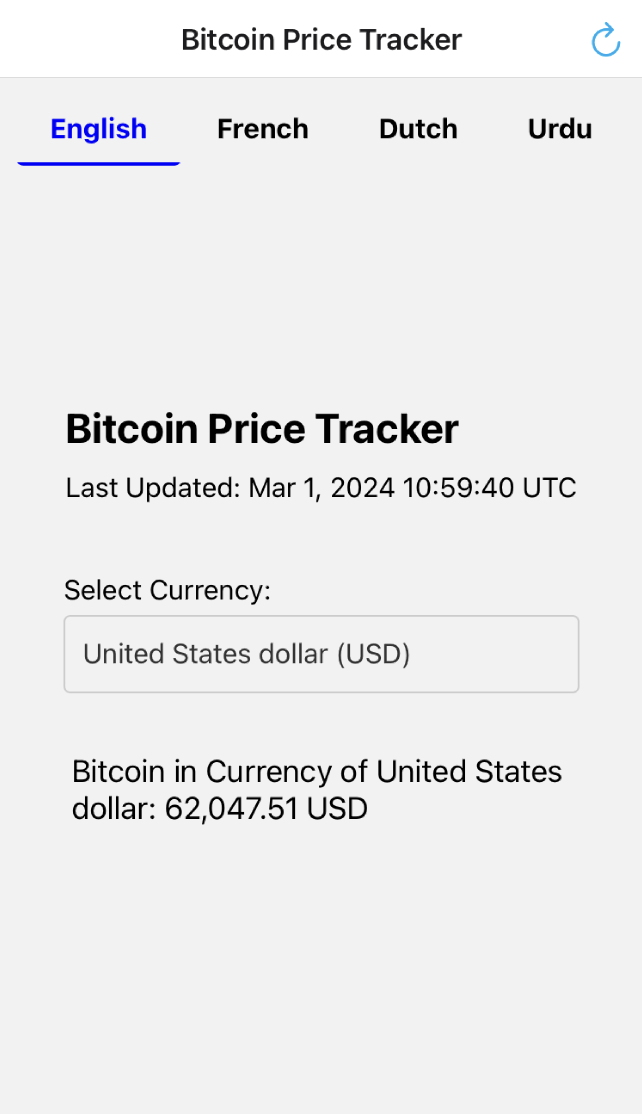 Bitcoin Price Tracker
English French Dutch Urdu
Bitcoin Price Tracker
Last Updated: Mar 1, 2024 10:59:40 UTC
Select Currency:
United States dollar (USD)
Bitcoin in Currency of United States
dollar: 62,047.51 USD